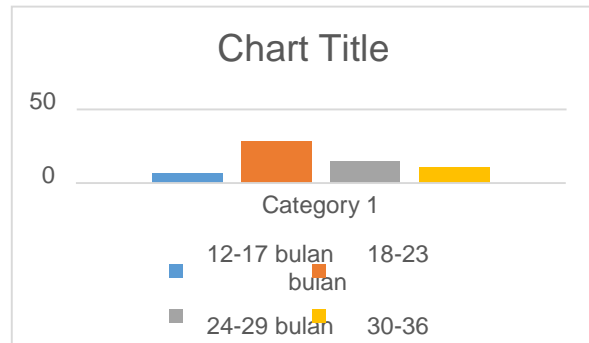 Chart Title
50
0
Category 1
12-17 bulan 18-23
bulan
24-29 bulan 30-36